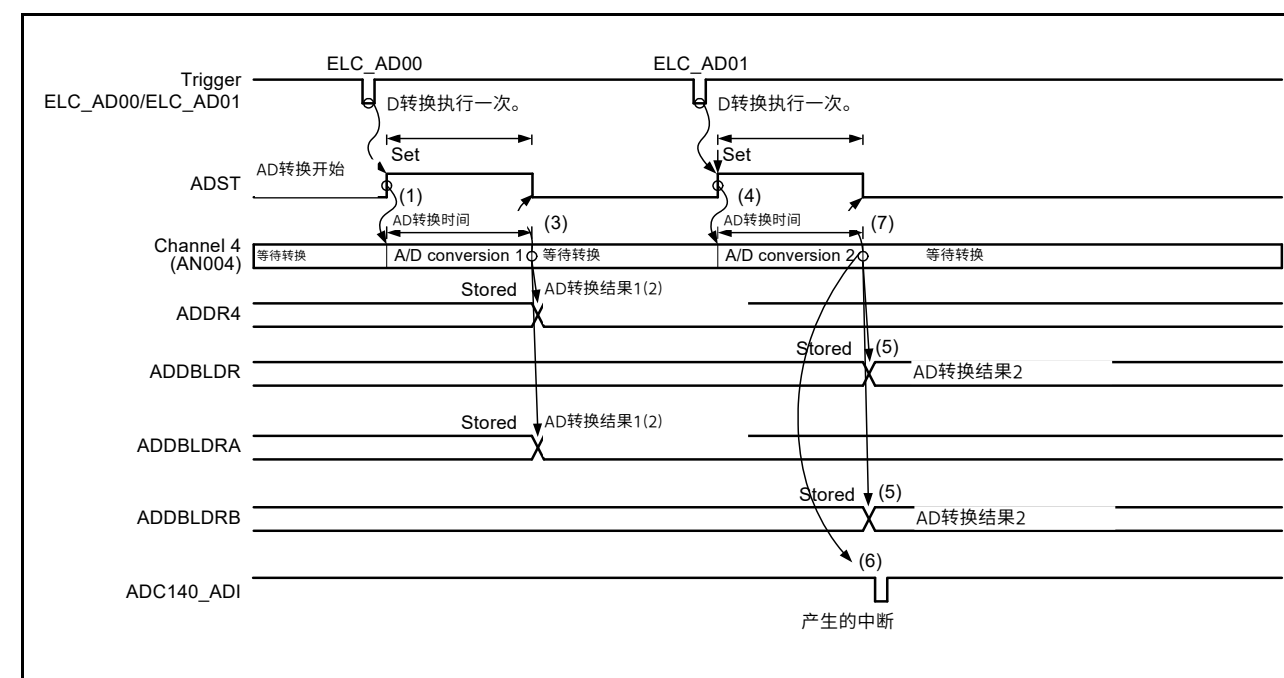 ELC_AD00 ELC_AD01
Trigger
ELC_AD00/ELC_AD01
D转换执行一次。 D转换执行一次。
Set Set
AD转换开始
ADST
(1) (4)
AD转换时间 (3) AD转换时间 (7)
Channel 4
(AN004)
等待转换 A/D conversion 1 等待转换 A/D conversion 2 等待转换
Stored AD转换结果1(2)
ADDR4
Stored (5)
ADDBLDR AD转换结果2
Stored AD转换结果1(2)
ADDBLDRA
Stored (5)
ADDBLDRB AD转换结果2
(6)
ADC140_ADI
产生的中断